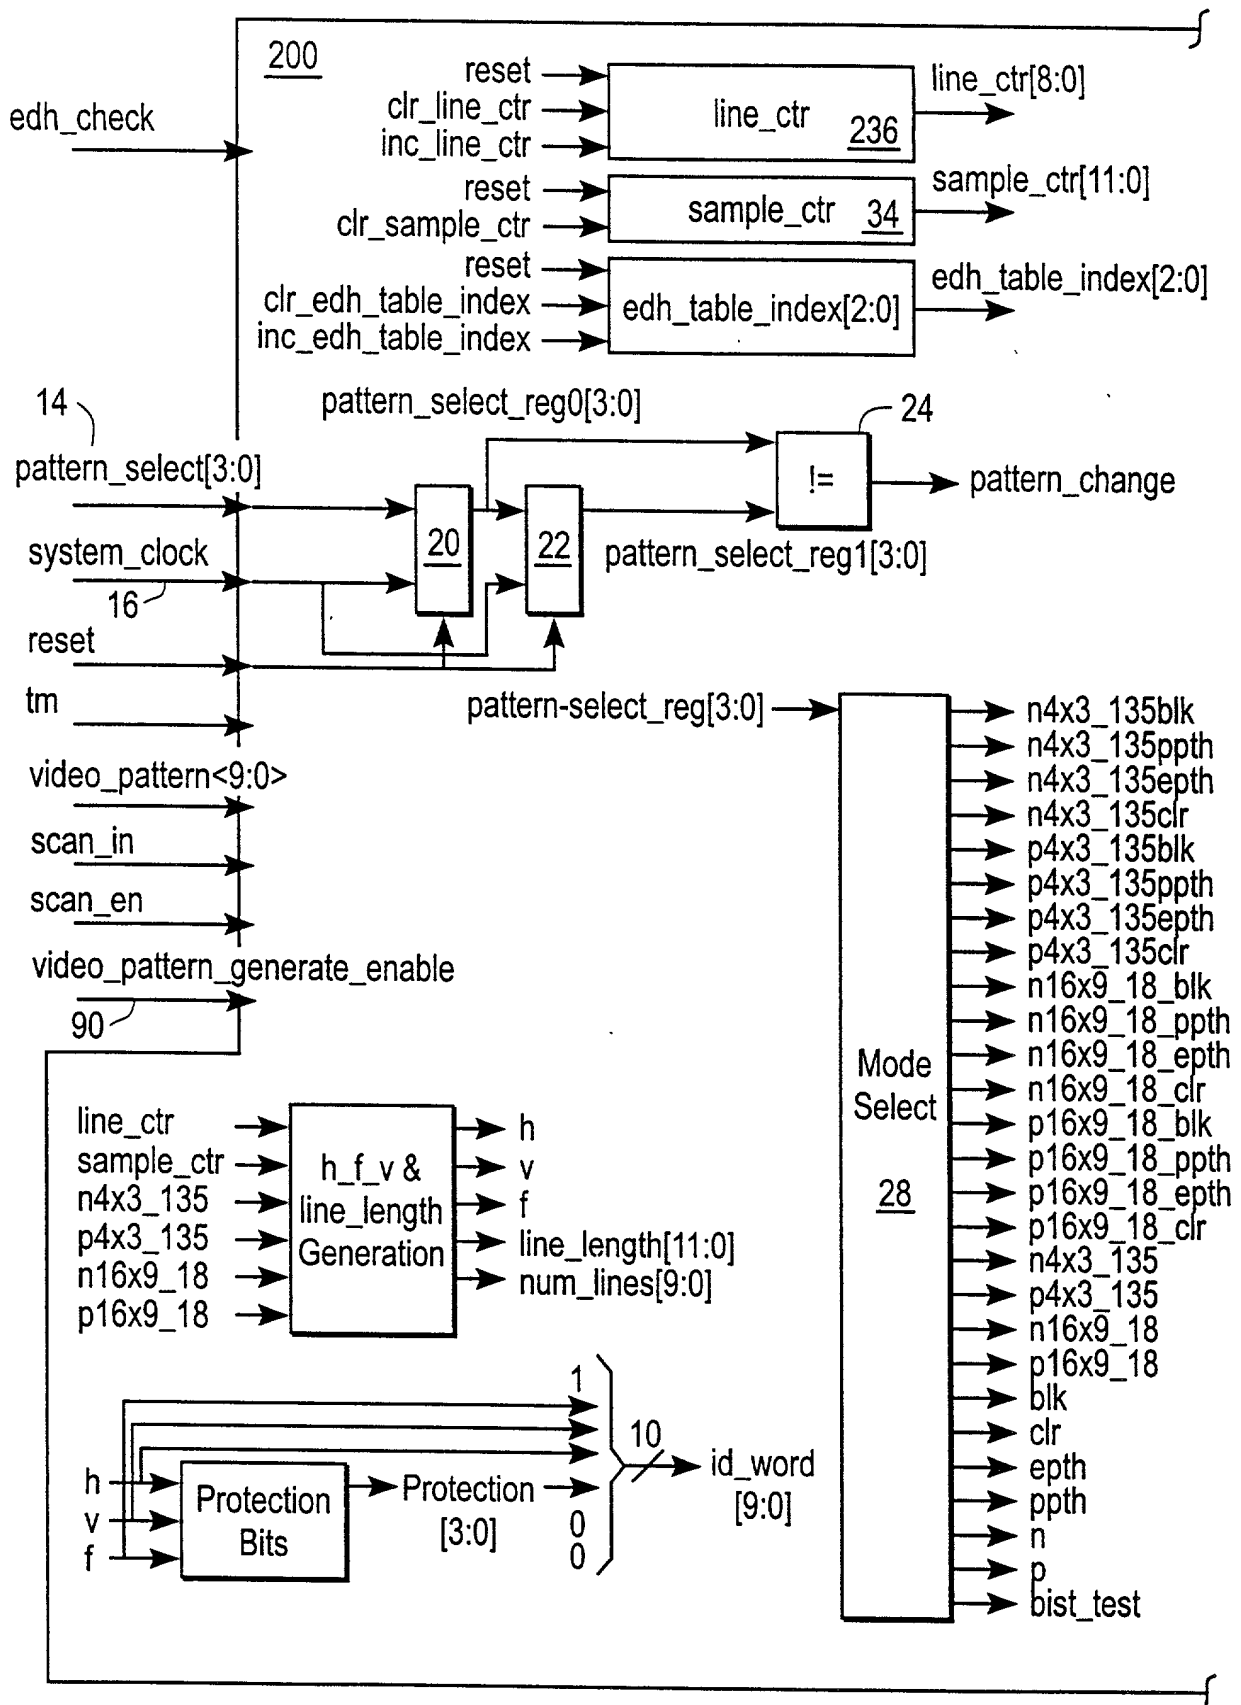 200
edh_check
reset
clr_line_ctr
inc_line_ctr
line_ctr
236
line_ctr[8:0]
reset
clr_sample_ctr
sample_ctr 34
sample_ctr[11:0]
reset
clr_edh_table_index
inc_edh_table_index
edh_table_index[2:0]
edh_table_index[2:0]
14
pattern_select[3:0]
system_clock
16
reset
tm
video_pattern<9:0>
scan_in
scan_en
video_pattern_generate_enable
90
pattern_select_reg0[3:0]
20
22
24
!=
pattern_change
pattern_select_reg1[3:0]
pattern-select_reg[3:0]
Mode
Select
28
n4x3_135blk
n4x3_135ppth
n4x3_135epth
n4x3_135clr
p4x3_135blk
p4x3_135ppth
p4x3_135epth
p4x3_135clr
n16x9_18_blk
n16x9_18_ppth
n16x9_18_epth
n16x9_18_clr
p16x9_18_blk
p16x9_18_ppth
p16x9_18_epth
p16x9_18_clr
n4x3_135
p4x3_135
n16x9_18
p16x9_18
blk
clr
epth
ppth
n
p
bist_test
line_ctr
sample_ctr
n4x3_135
p4x3_135
n16x9_18
p16x9_18
h_f_v &
line_length
Generation
h
v
f
line_length[11:0]
num_lines[9:0]
h
v
f
Protection
Bits
Protection
[3:0]
1
0
0
10
id_word
[9:0]